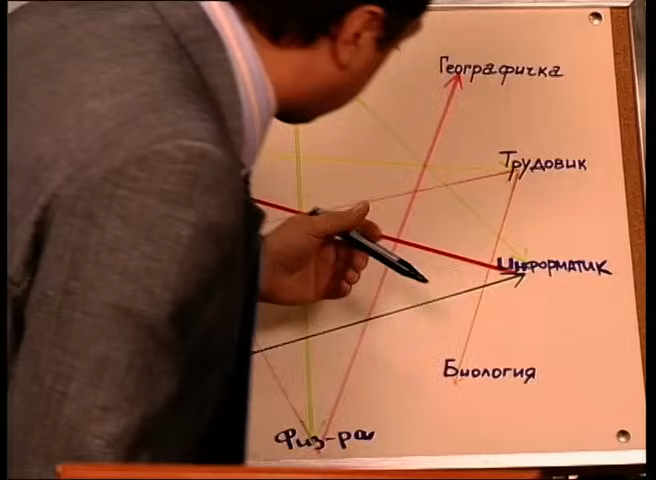 Географичка
Трудовик
Информатик
Биология
Физ-ра